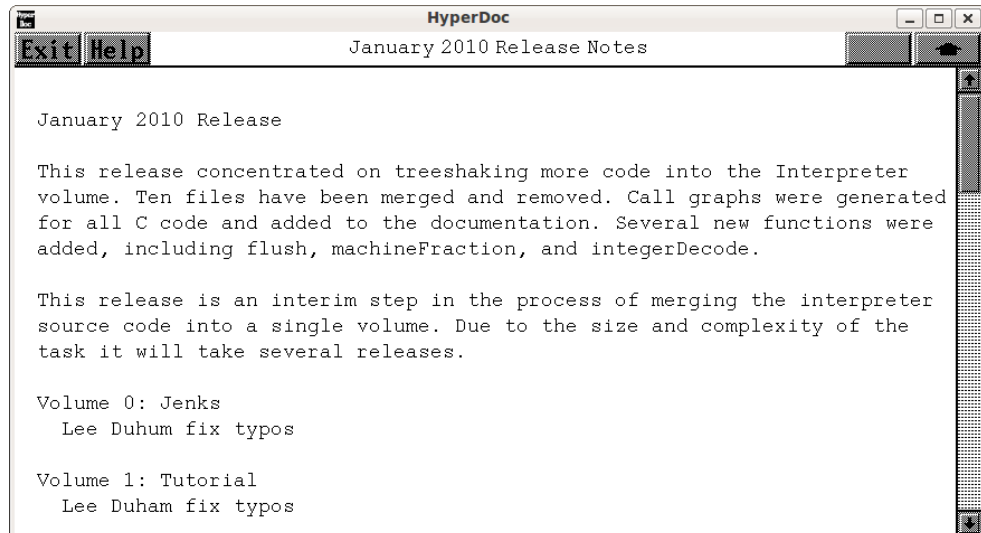 HyperDoc
Exit Help January 2010 Release Notes
January 2010 Release
This release concentrated on treeshaking more code into the Interpreter
volume. Ten files have been merged and removed. Call graphs were generated
for all C code and added to the documentation. Several new functions were
added, including flush, machineFraction, and integerDecode.
This release is an interim step in the process of merging the interpreter
source code into a single volume. Due to the size and complexity of the
task it will take several releases.
Volume 0: Jenks
Lee Duhum fix typos
Volume 1: Tutorial
Lee Duham fix typos